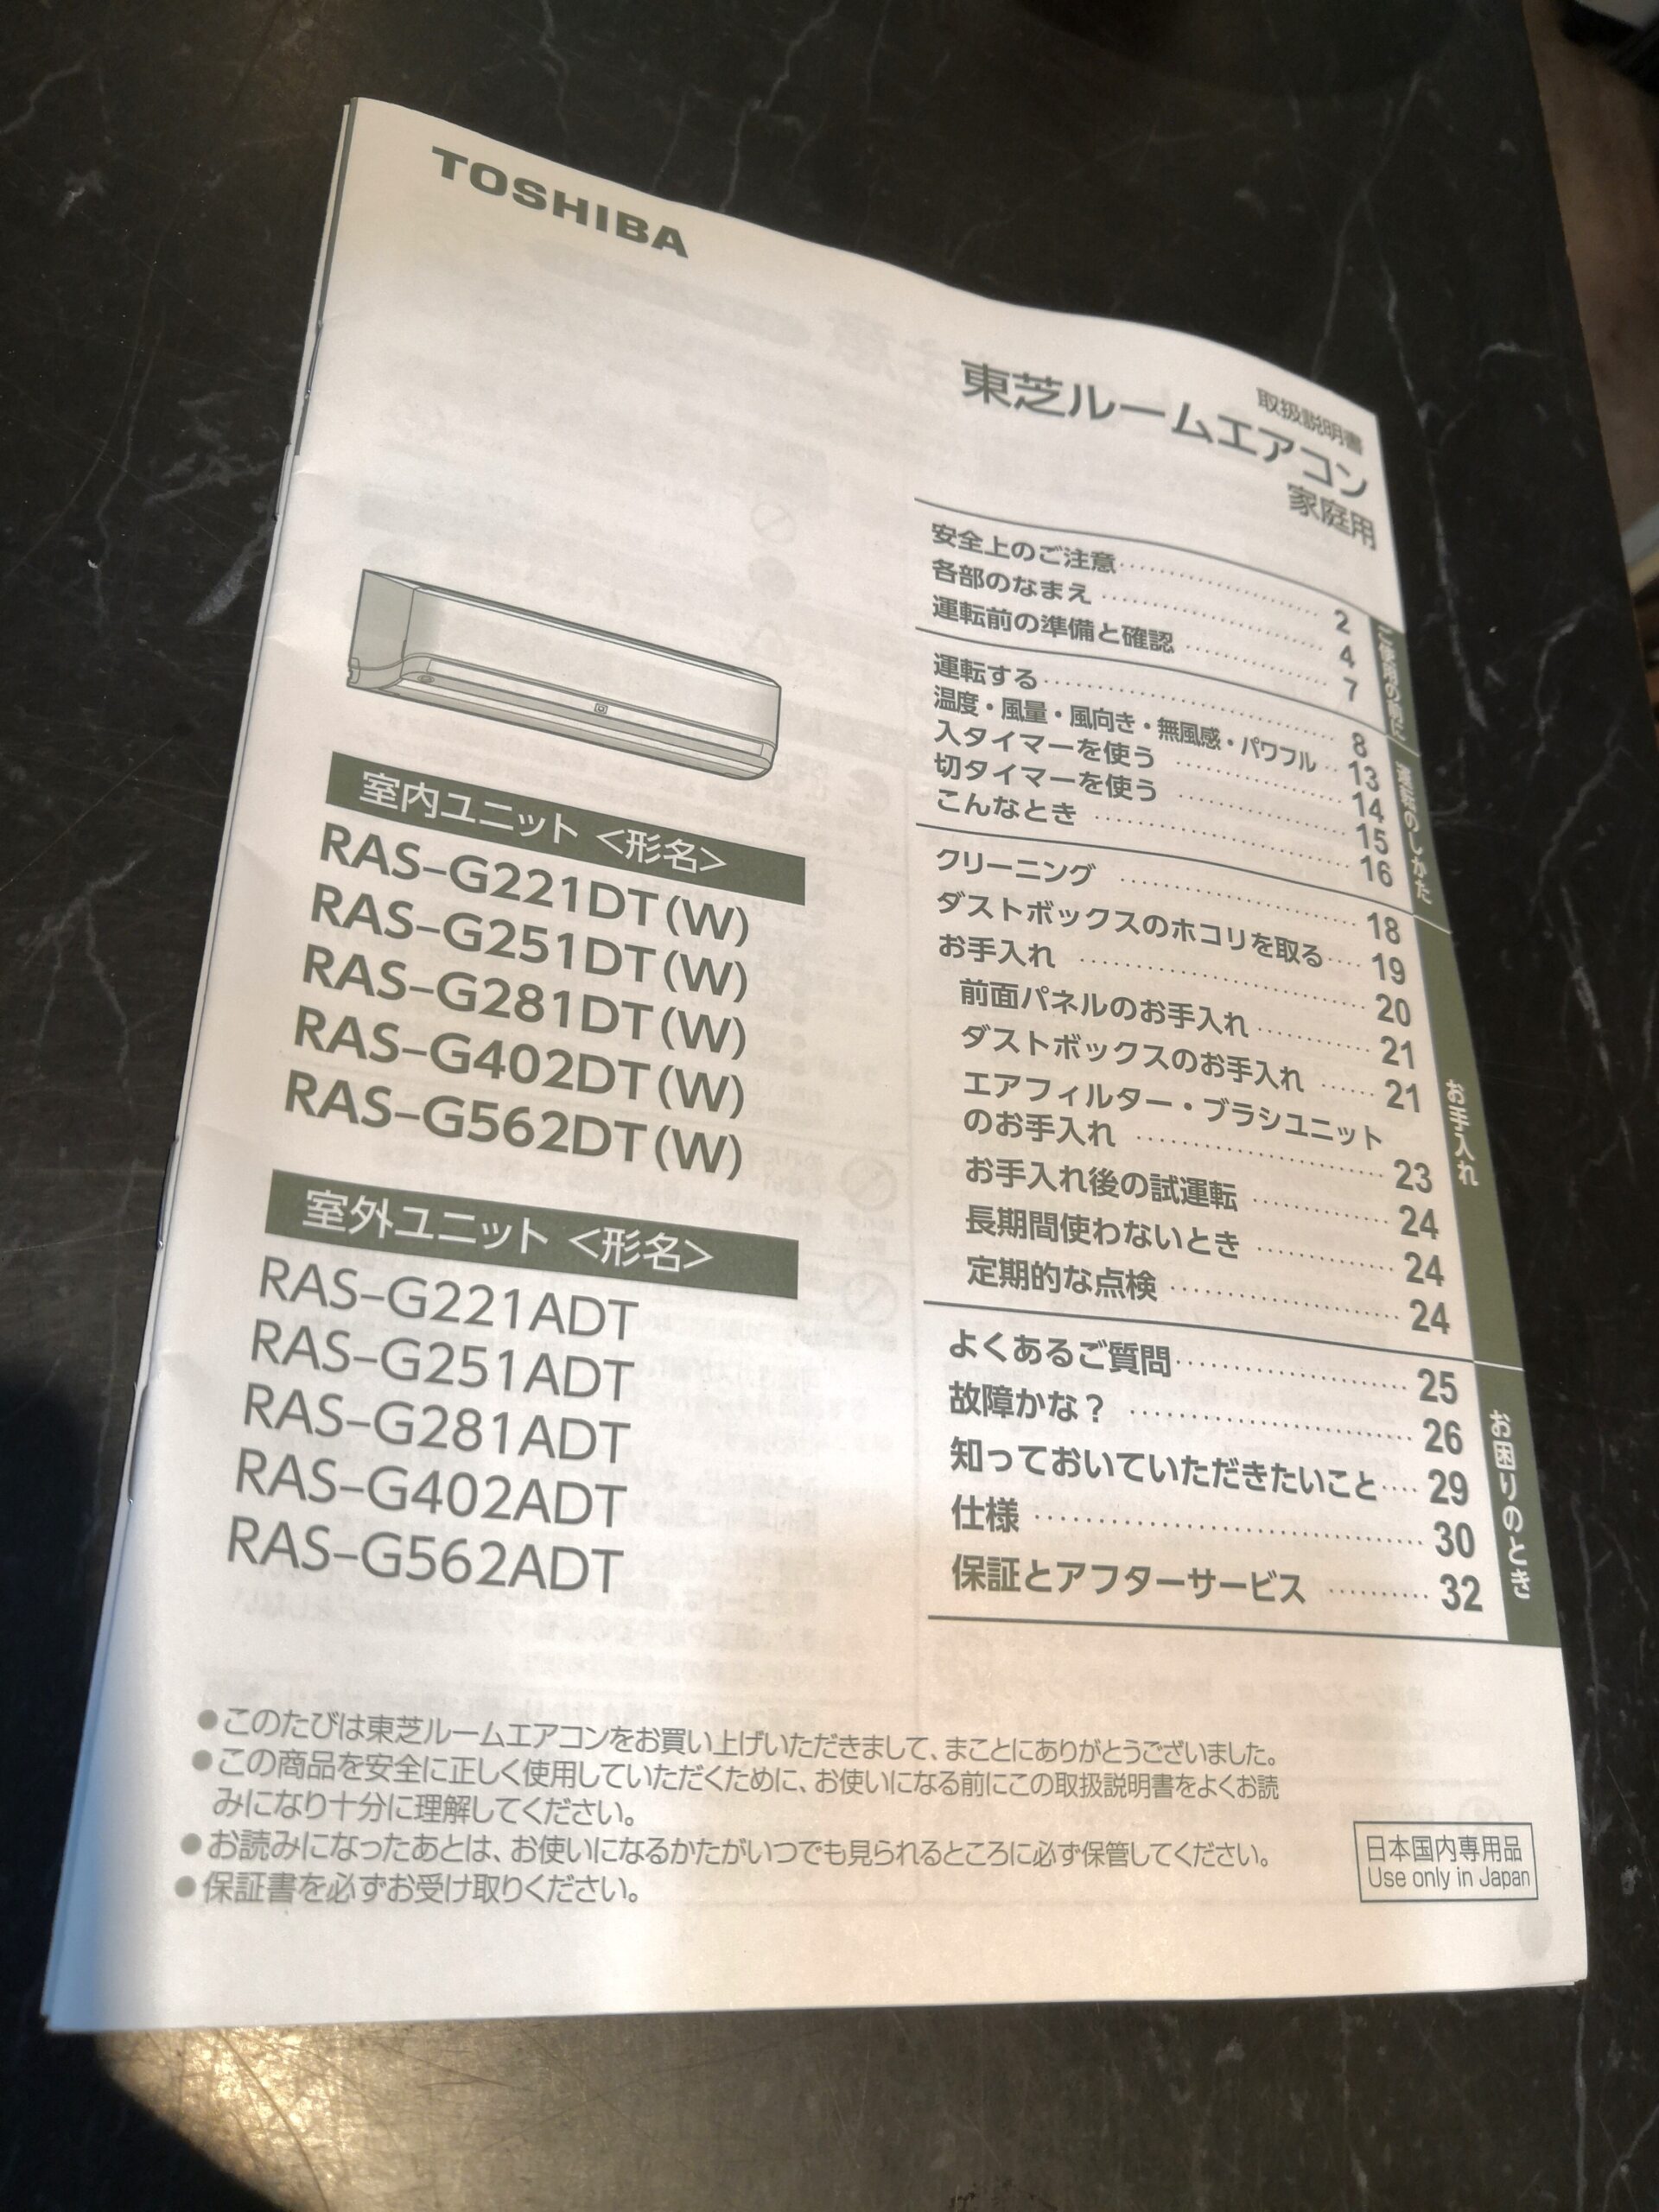 TOSHIBA
取扱説明書
東芝ルームエアコン
家庭用
室内ユニット <形名>
RAS-G221DT(W)
RAS-G251DT(W)
RAS-G281DT(W)
RAS-G402DT(W)
RAS-G562DT(W)
室外ユニット <形名>
RAS-G221ADT
RAS-G251ADT
RAS-G281ADT
RAS-G402ADT
RAS-G562ADT
安全上のご注意 2
各部のなまえ 4
運転前の準備と確認 7
運転する 8
温度・風量・風向き・無風感・パワフル 13
入タイマーを使う 14
切タイマーを使う 15
こんなとき 16
運転のしかた
クリーニング 18
ダストボックスのホコリを取る 19
お手入れ 20
前面パネルのお手入れ 21
ダストボックスのお手入れ 21
エアフィルター・ブラシユニット
のお手入れ 23
お手入れ後の試運転 24
長期間使わないとき 24
定期的な点検 24
お手入れ
よくあるご質問 25
故障かな？ 26
知っておいていただきたいこと 29
仕様 30
保証とアフターサービス 32
お困りのとき
●このたびは東芝ルームエアコンをお買い上げいただきまして、まことにありがとうございました。
●この商品を安全に正しく使用していただくために、お使いになる前にこの取扱説明書をよくお読
みになり十分に理解してください。
●お読みになったあとは、お使いになるかたがいつでも見られるところに必ず保管してください。
●保証書を必ずお受け取りください。
日本国内専用品
Use only in Japan